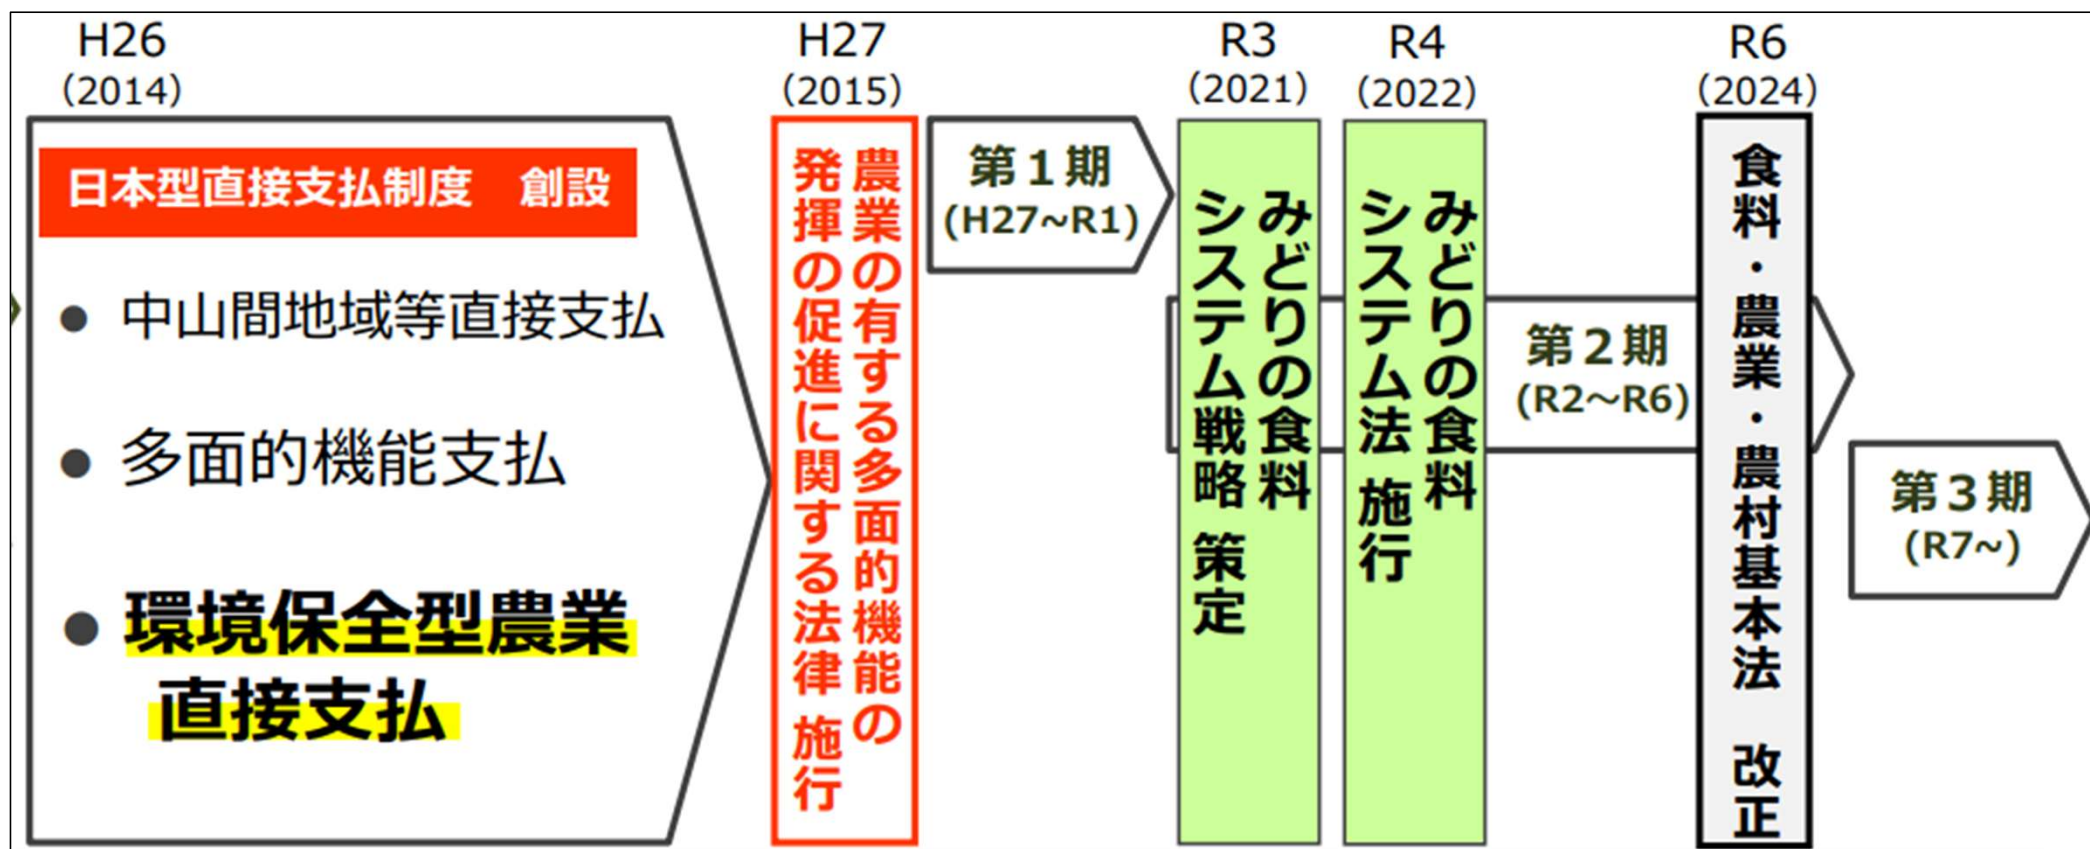 H26
(2014)
日本型直接支払制度　創設
● 中山間地域等直接支払
● 多面的機能支払
● 環境保全型農業
直接支払
H27
(2015)
農業の有する多面的機能の
発揮の促進に関する法律 施行
第１期
(H27~R1)
R3
(2021)
みどりの食料
システム戦略 策定
R4
(2022)
みどりの食料
システム法 施行
第２期
(R2～R6)
R6
(2024)
食料・農業・農村基本法　改正
第３期
(R7~)